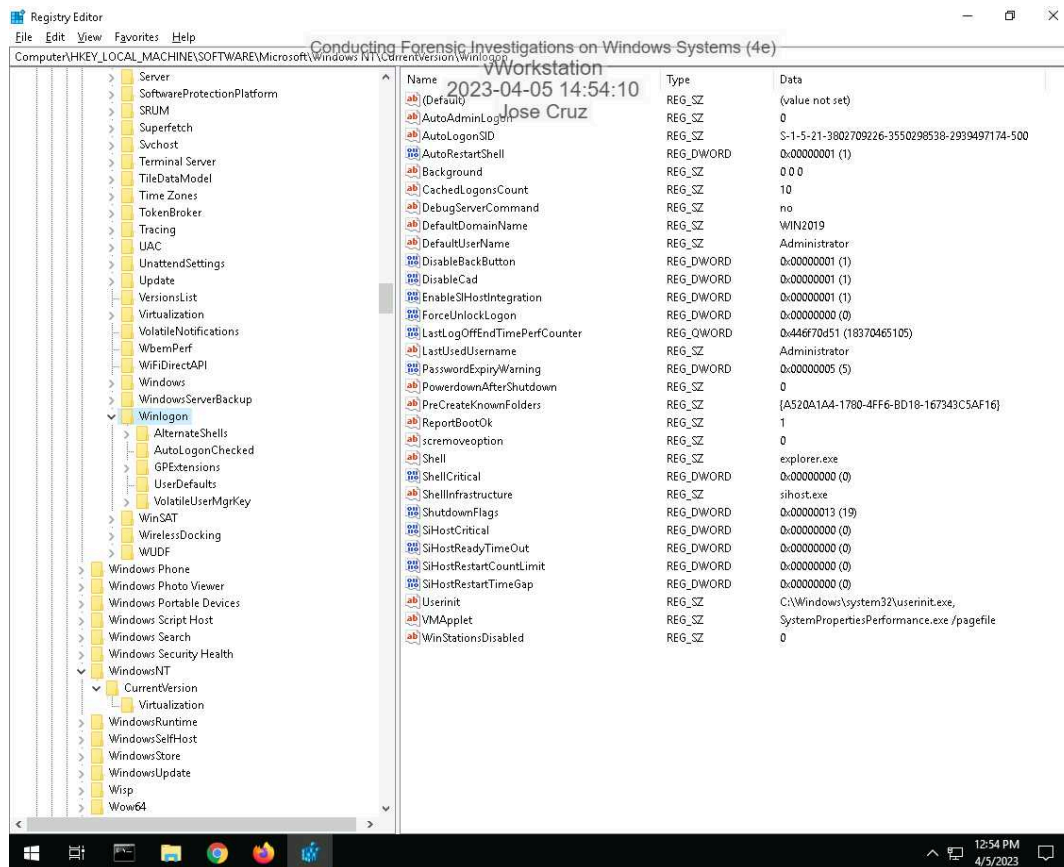 Registry Editor
File Edit View Favorites Help
Computer\HKEY_LOCAL_MACHINE\SOFTWARE\Microsoft\Windows NT\CurrentVersion\Winlogon
Conducting Forensic Investigations on Windows Systems (4e)
vWorkstation
2023-04-05 14:54:10
Jose Cruz
Server
SoftwareProtectionPlatform
SRUM
Superfetch
Svchost
Terminal Server
TileDataModel
Time Zones
TokenBroker
Tracing
UAC
UnattendSettings
Update
VersionsList
Virtualization
VolatileNotifications
WbemPerf
WiFiDirectAPI
Windows
WindowsServerBackup
Winlogon
AlternateShells
AutoLogonChecked
GPExtensions
UserDefaults
VolatileUserMgrKey
WinSAT
WirelessDocking
WUDF
Windows Phone
Windows Photo Viewer
Windows Portable Devices
Windows Script Host
Windows Search
Windows Security Health
WindowsNT
CurrentVersion
Virtualization
WindowsRuntime
WindowsSelfHost
WindowsStore
WindowsUpdate
Wisp
Wow64
Name Type Data
(Default) REG_SZ (value not set)
AutoAdminLogon REG_SZ 0
AutoLogonSID REG_SZ S-1-5-21-3802709226-3550298538-2939497174-500
AutoRestartShell REG_DWORD 0x00000001 (1)
Background REG_SZ 0 0 0
CachedLogonsCount REG_SZ 10
DebugServerCommand REG_SZ no
DefaultDomainName REG_SZ WIN2019
DefaultUserName REG_SZ Administrator
DisableBackButton REG_DWORD 0x00000001 (1)
DisableCad REG_DWORD 0x00000001 (1)
EnableSIHostIntegration REG_DWORD 0x00000001 (1)
ForceUnlockLogon REG_DWORD 0x00000000 (0)
LastLogOffEndTimePerfCounter REG_QWORD 0x446f70d51 (18370465105)
LastUsedUsername REG_SZ Administrator
PasswordExpiryWarning REG_DWORD 0x00000005 (5)
PowerdownAfterShutdown REG_SZ 0
PreCreateKnownFolders REG_SZ {A520A1A4-1780-4FF6-BD18-167343C5AF16}
ReportBootOk REG_SZ 1
scremoveoption REG_SZ 0
Shell REG_SZ explorer.exe
ShellCritical REG_DWORD 0x00000000 (0)
ShellInfrastructure REG_SZ sihost.exe
ShutdownFlags REG_DWORD 0x00000013 (19)
SiHostCritical REG_DWORD 0x00000000 (0)
SiHostReadyTimeOut REG_DWORD 0x00000000 (0)
SiHostRestartCountLimit REG_DWORD 0x00000000 (0)
SiHostRestartTimeGap REG_DWORD 0x00000000 (0)
Userinit REG_SZ C:\Windows\system32\userinit.exe,
VMApplet REG_SZ SystemPropertiesPerformance.exe /pagefile
WinStationsDisabled REG_SZ 0
12:54 PM
4/5/2023